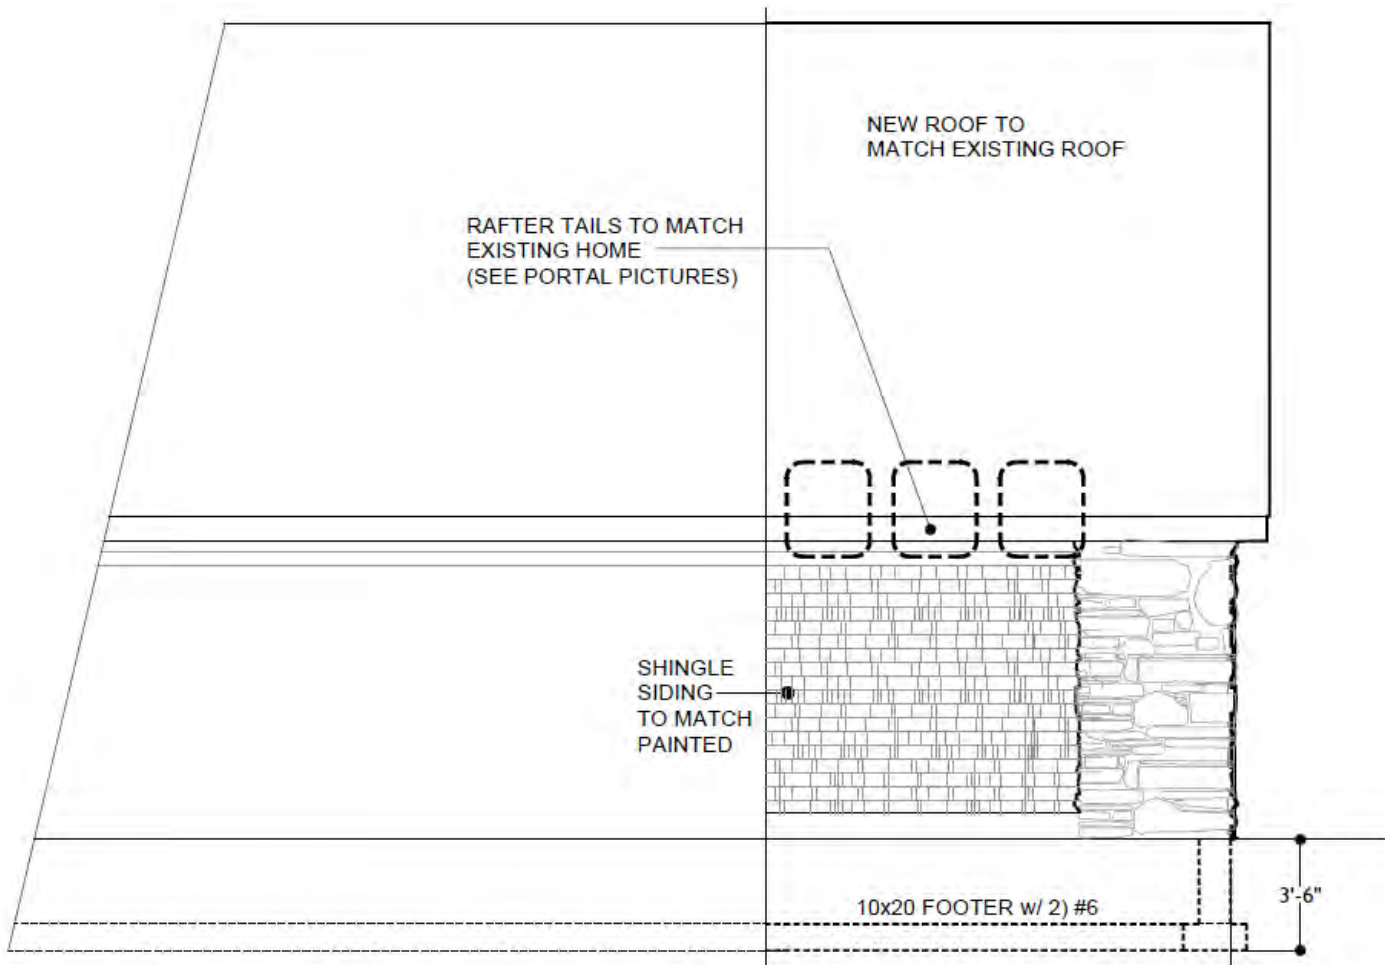 NEW ROOF TO
MATCH EXISTING ROOF
RAFTER TAILS TO MATCH
EXISTING HOME
(SEE PORTAL PICTURES)
SHINGLE
SIDING
TO MATCH
PAINTED
10x20 FOOTER w/ 2) #6
3'-6"